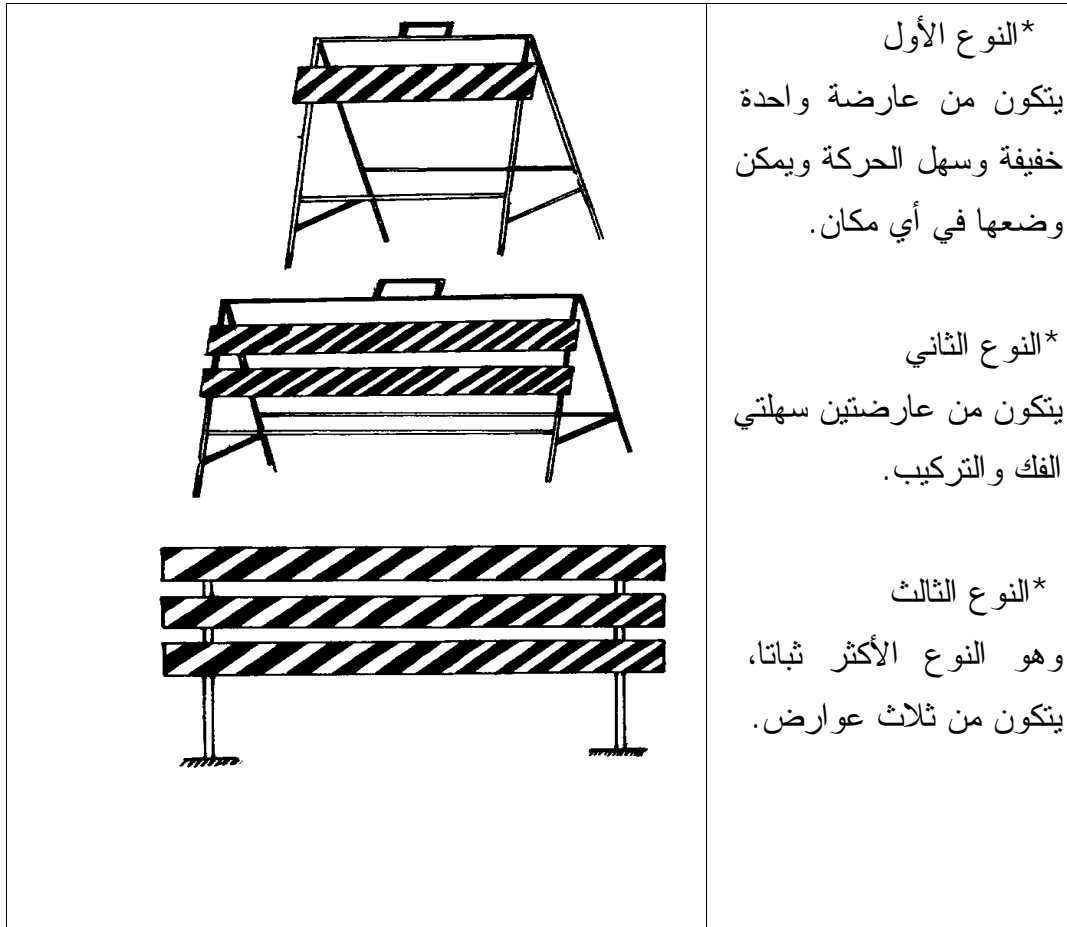 *النوع الأول
يتكون من عارضة واحدة
خفيفة وسهل الحركة ويمكن
وضعها في أي مكان.
*النوع الثاني
يتكون من عارضتين سهلتي
الفك والتركيب.
*النوع الثالث
وهو النوع الأكثر ثباتا،
يتكون من ثلاث عوارض.